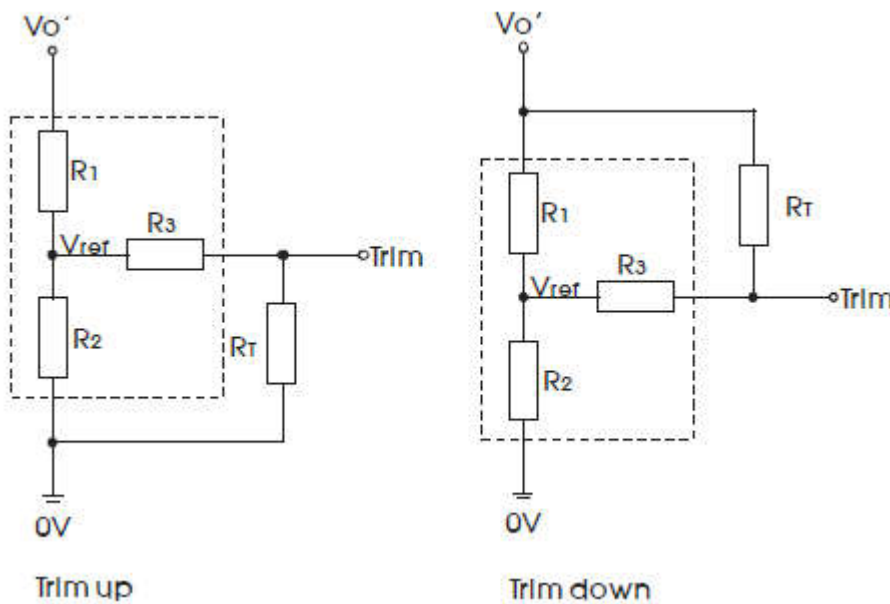 Vo'
R1
R3
Vref
Trim
R2
RT
0V
Trim up
Vo'
R1
RT
R3
Vref
Trim
R2
0V
Trim down